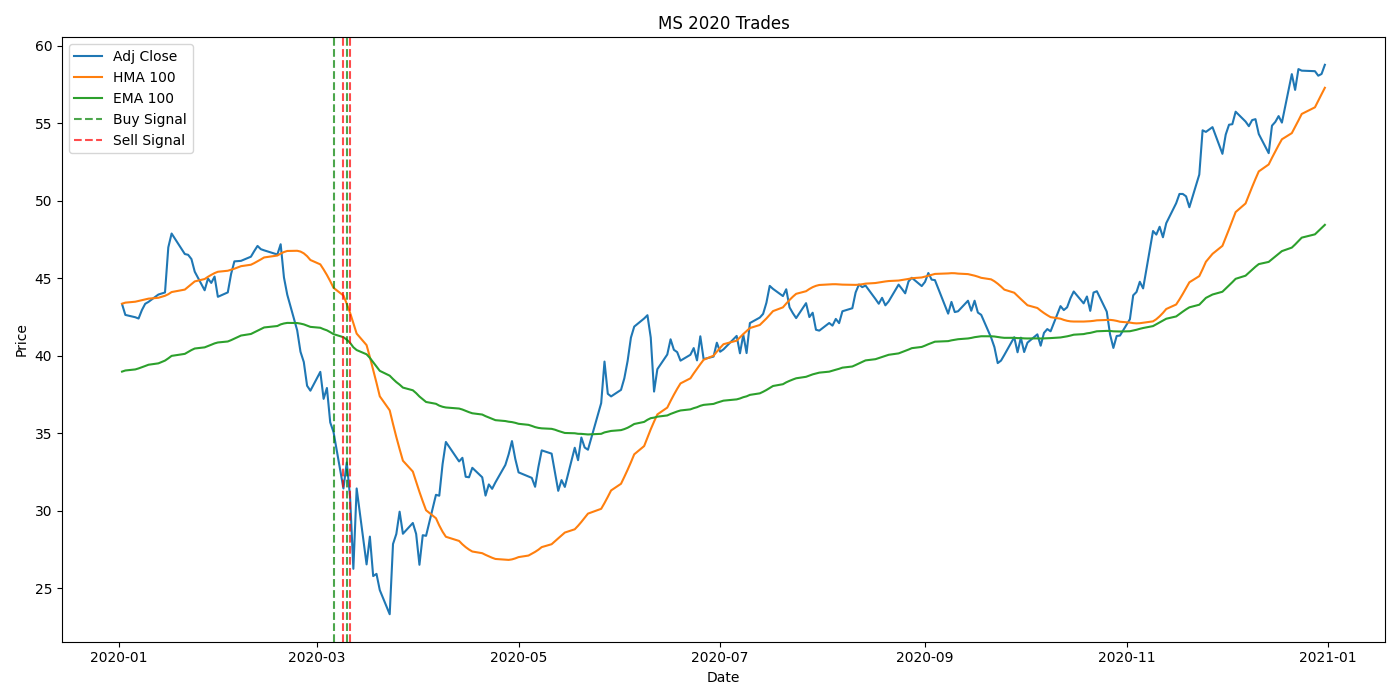 MS 2020 Trades
60
55
50
45
40
35
30
25
Price
Adj Close
HMA 100
EMA 100
Buy Signal
Sell Signal
2020-01
2020-03
2020-05
2020-07
2020-09
2020-11
2021-01
Date